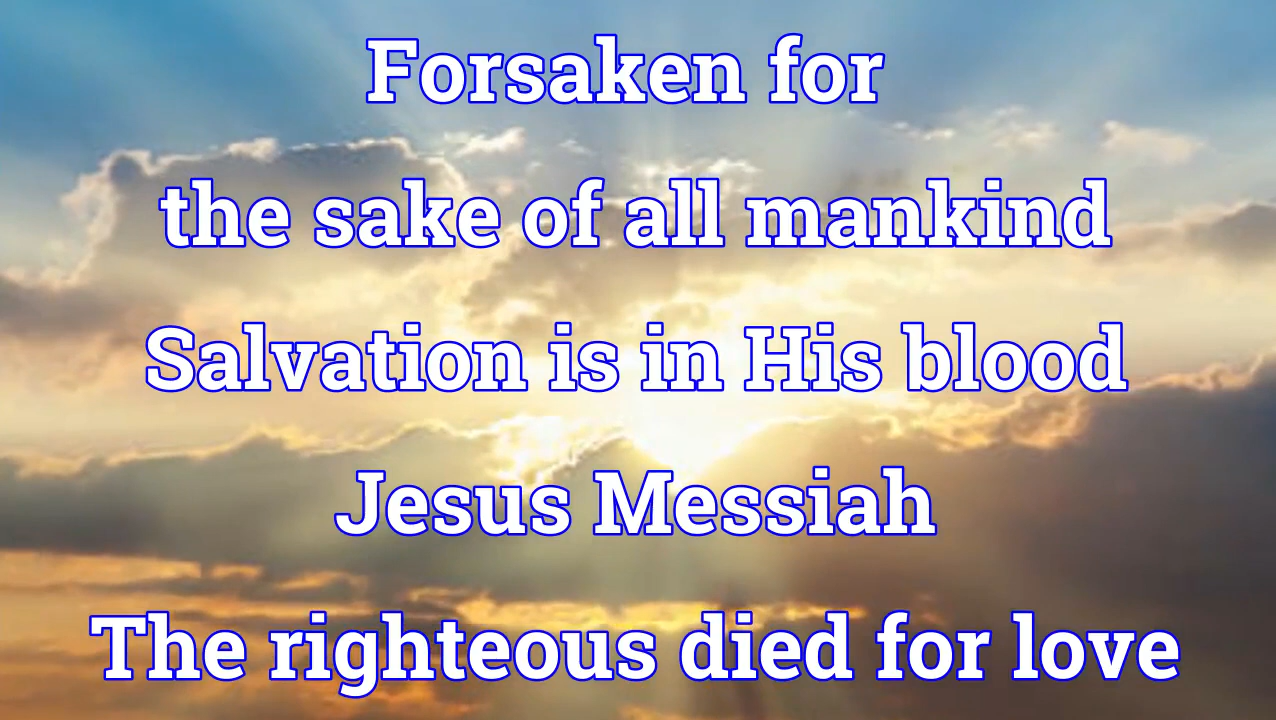 Forsaken for
the sake of all mankind
Salvation is in His blood
Jesus Messiah
The righteous died for love